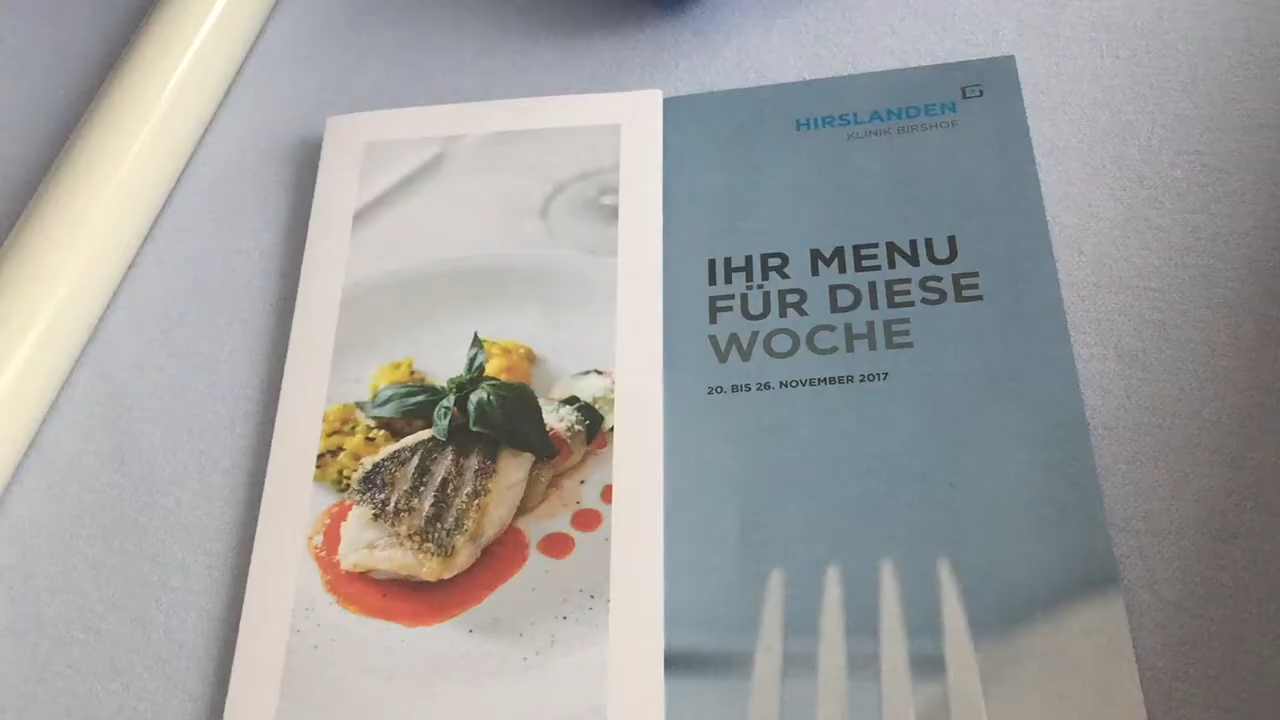 HIRSLANDEN
KLINIK BIRSHOF
IHR MENU
FÜR DIESE
WOCHE
20. BIS 26. NOVEMBER 2017